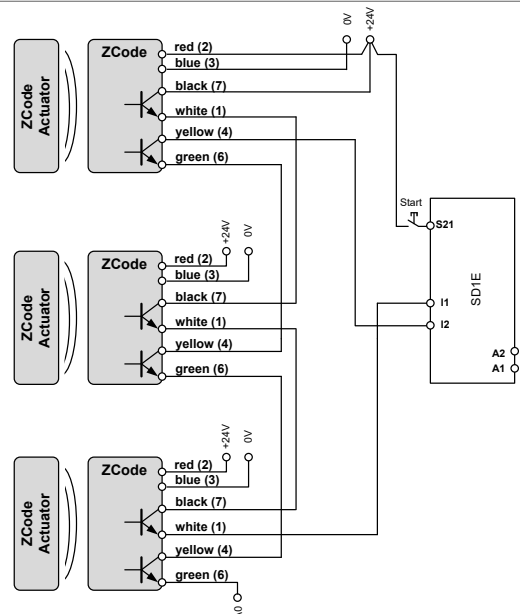 0V
+24V
ZCode
Actuator
ZCode
red (2)
blue (3)
black (7)
white (1)
yellow (4)
green (6)
Start
S21
SD1E
I1
I2
A2
A1
+24V
0V
ZCode
Actuator
ZCode
red (2)
blue (3)
black (7)
white (1)
yellow (4)
green (6)
+24V
0V
ZCode
Actuator
ZCode
red (2)
blue (3)
black (7)
white (1)
yellow (4)
green (6)